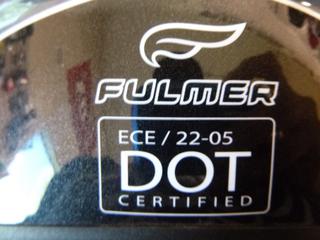 FULMER
ECE / 22-05
DOT
CERTIFIED